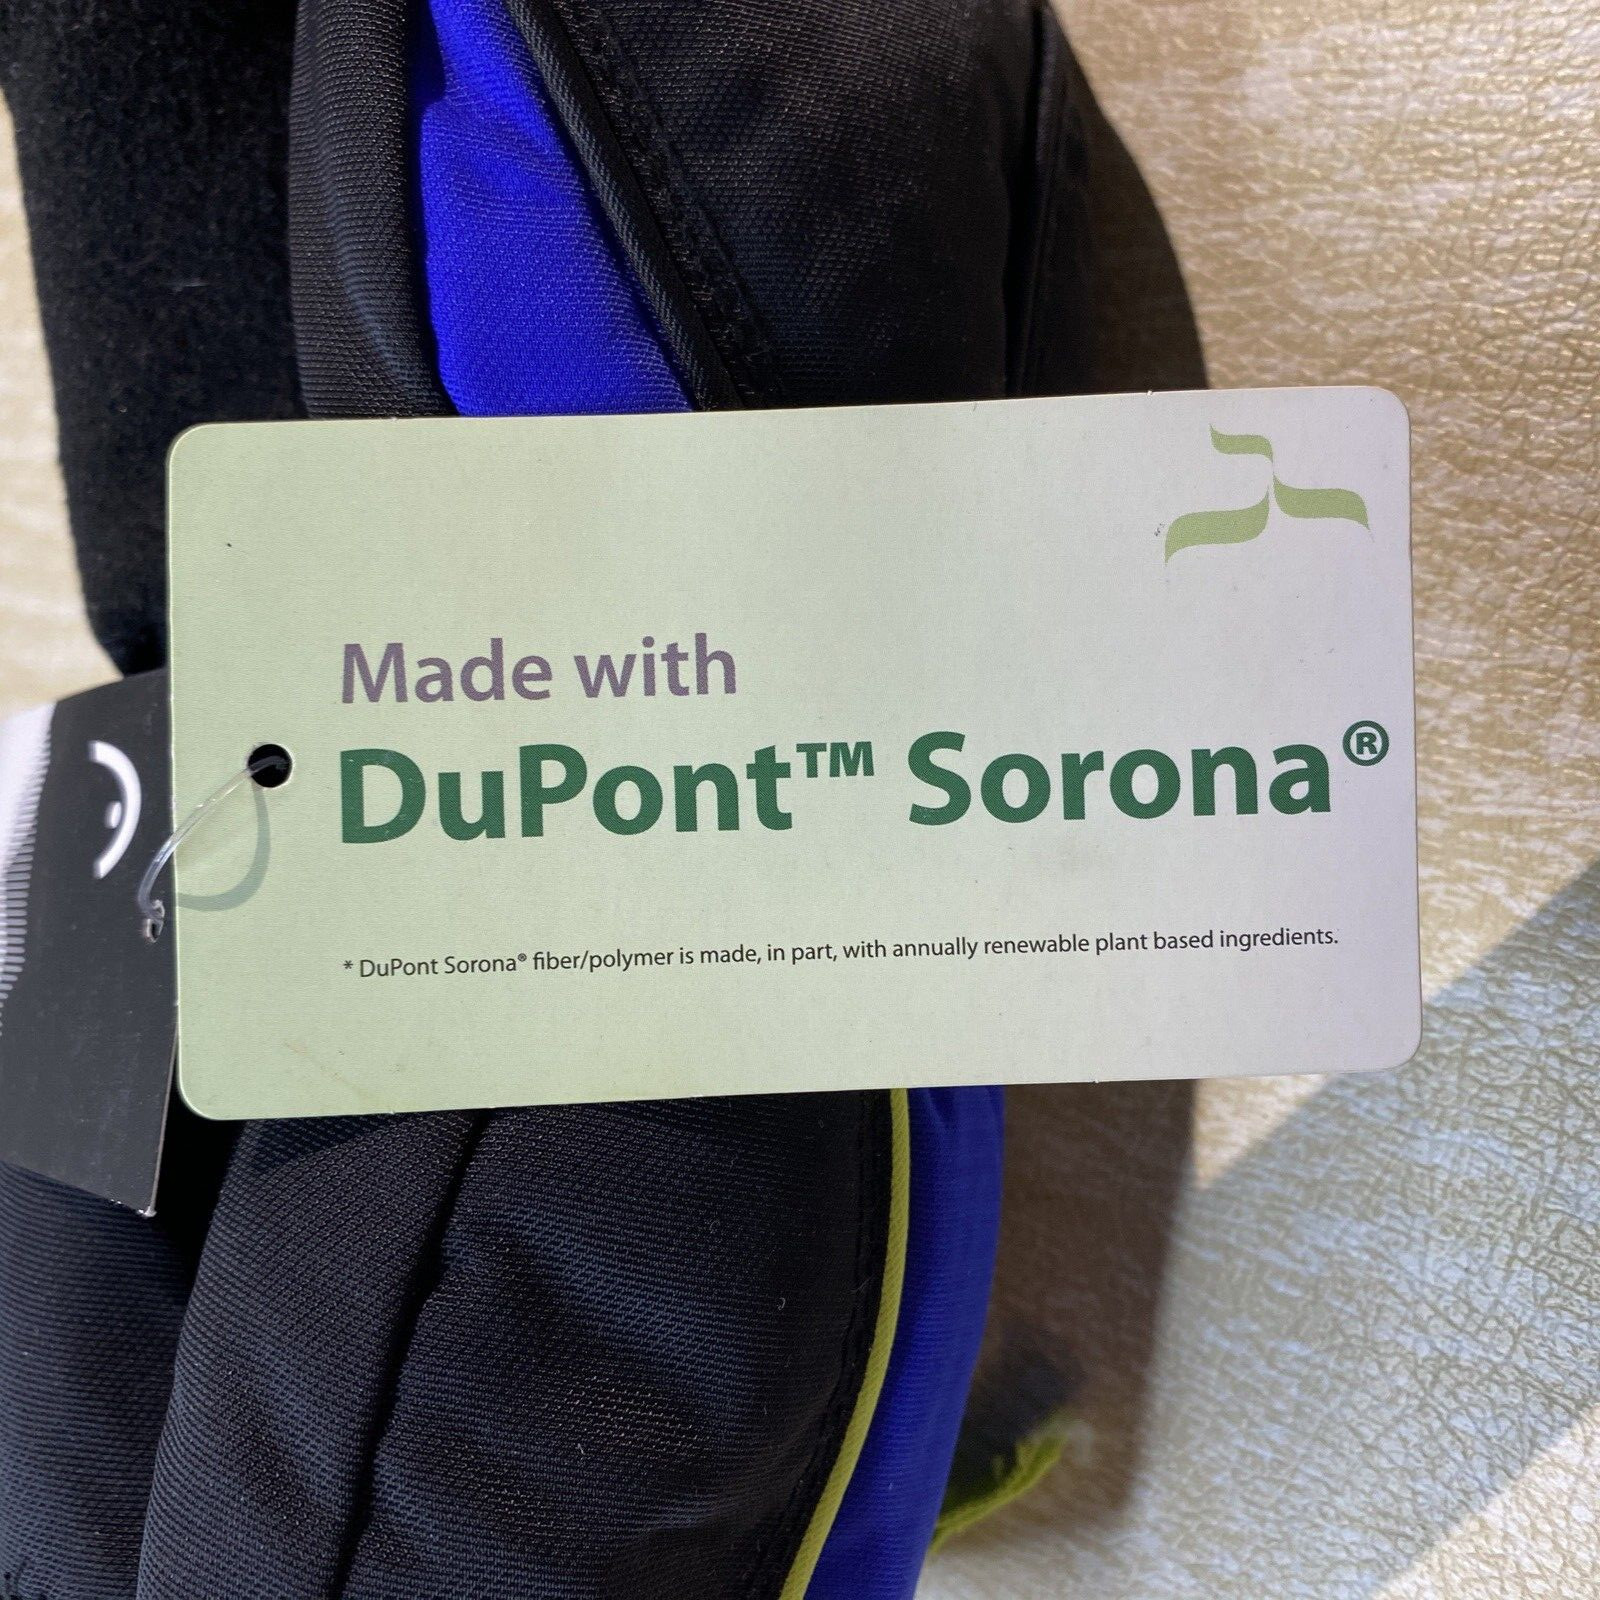 Made with
DuPont™ Sorona®
* DuPont Sorona® fiber/polymer is made, in part, with annually renewable plant based ingredients.